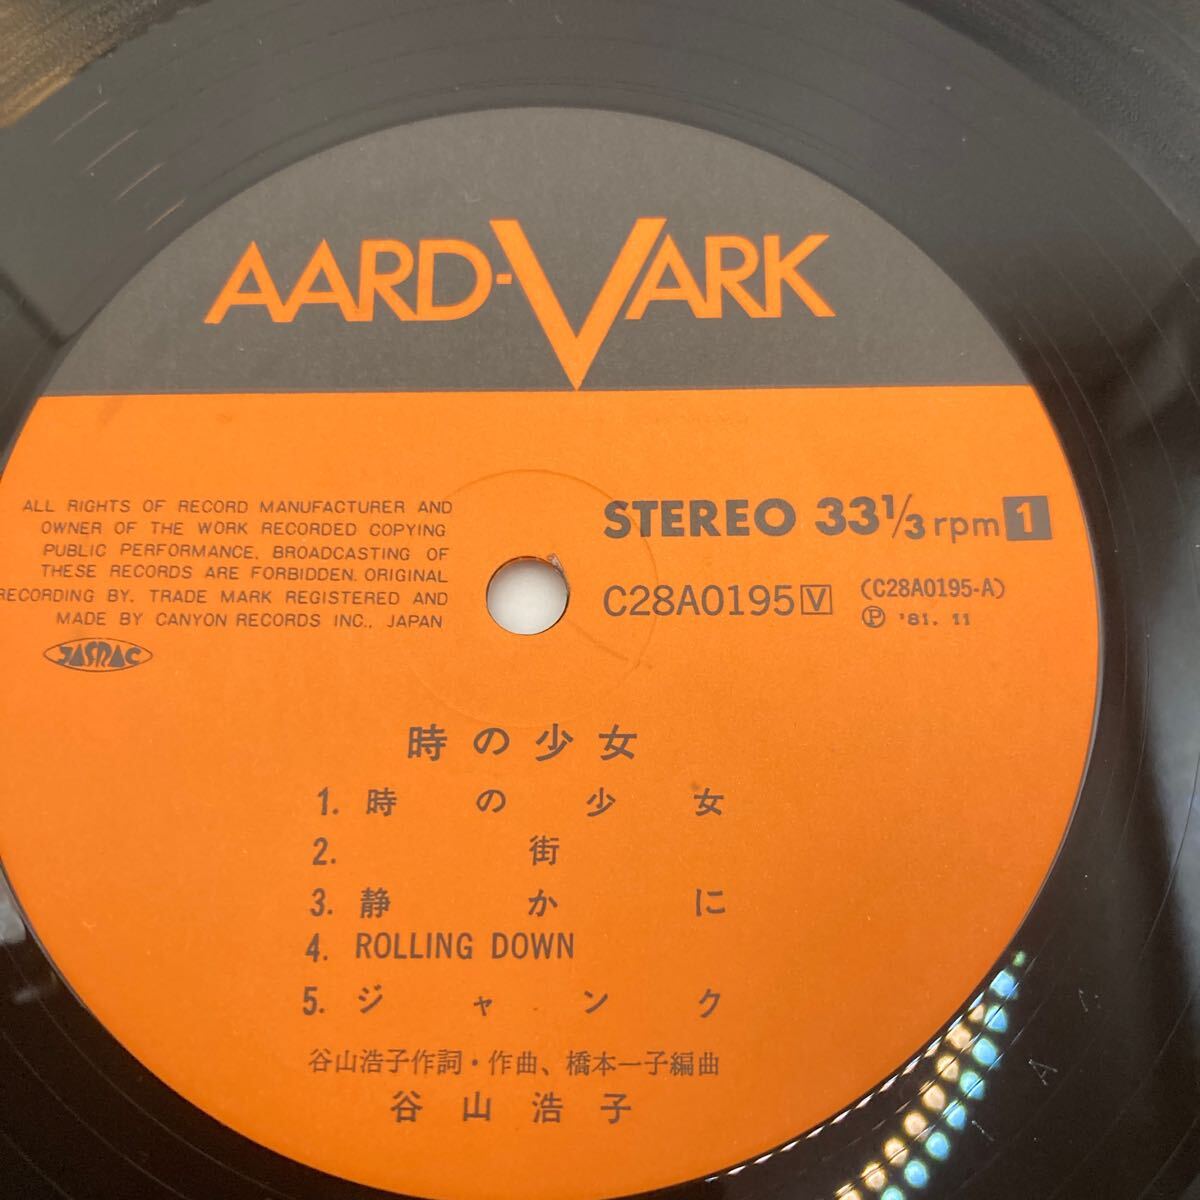 AARD-VARK
ALL RIGHTS OF RECORD MANUFACTURER AND
OWNER OF THE WORK RECORDED COPYING
PUBLIC PERFORMANCE, BROADCASTING OF
THESE RECORDS ARE FORBIDDEN. ORIGINAL
RECORDING BY, TRADE MARK REGISTERED AND
MADE BY CANYON RECORDS INC., JAPAN
JASRAC
STEREO 33 1/3 rpm 1
C28A0195 V (C28A0195-A)
Ⓟ '81. 11
時の少女
1. 時の少女
2. 街
3. 静かに
4. ROLLING DOWN
5. ジャンク
谷山浩子作詞・作曲、橋本一子編曲
谷山浩子